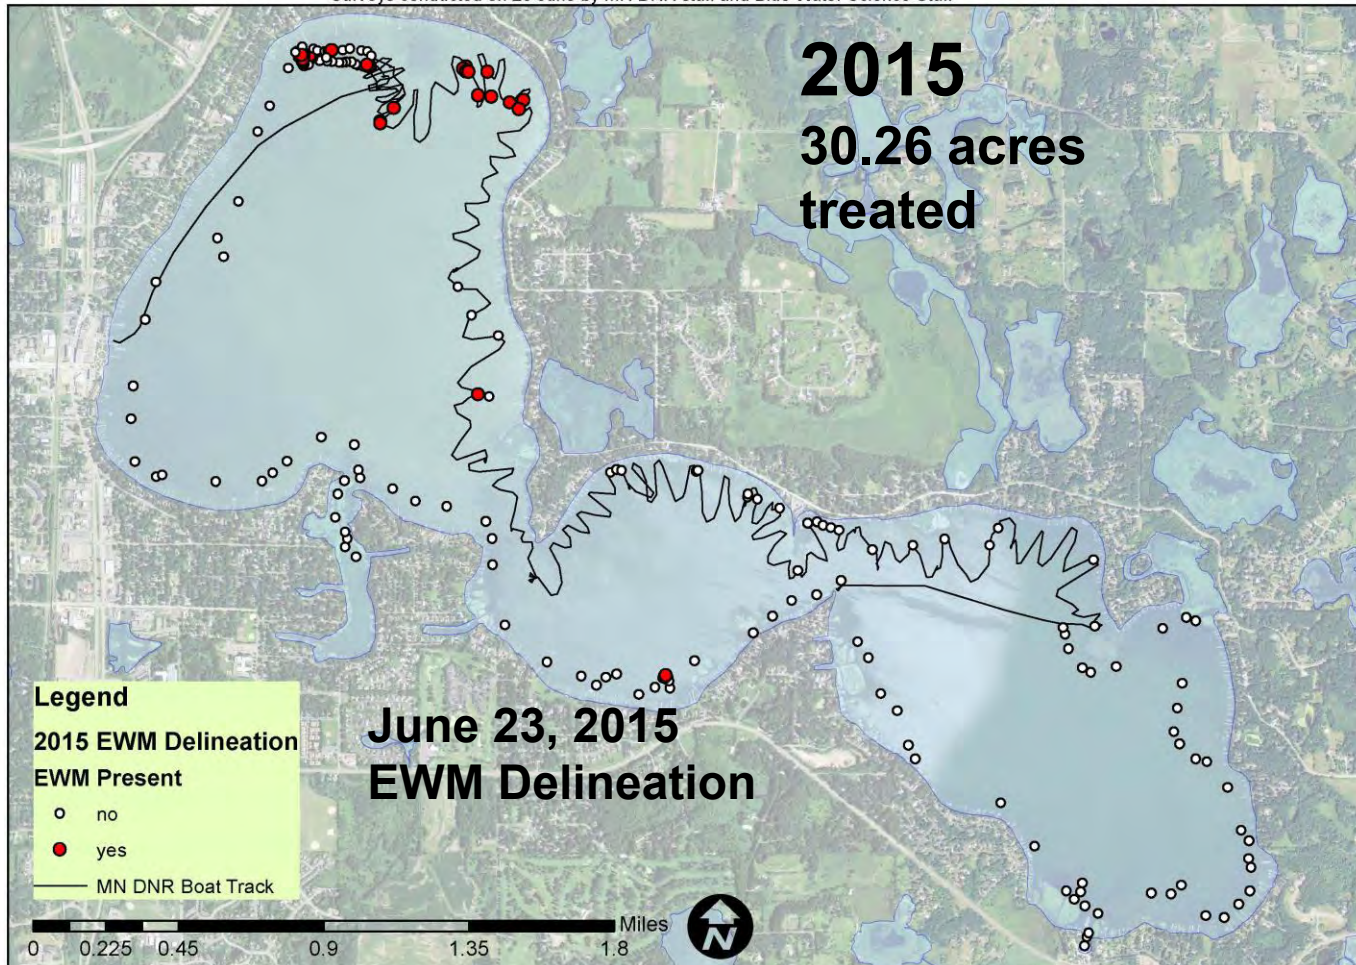 2015
30.26 acres
treated
June 23, 2015
EWM Delineation
Legend
2015 EWM Delineation
EWM Present
no
yes
MN DNR Boat Track
0 0.225 0.45 0.9 1.35 1.8 Miles
N